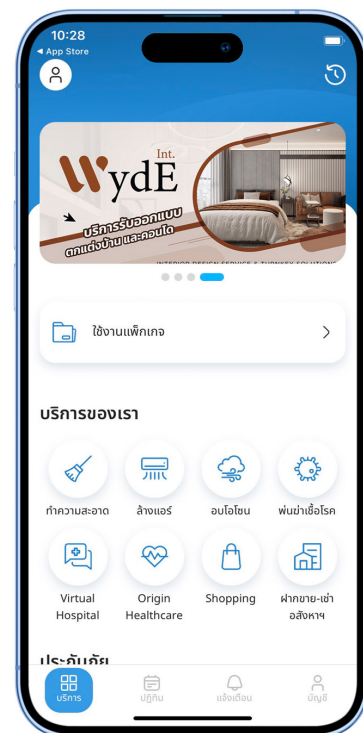 10:28
◀ App Store
Int.
WydE
บริการรับออกแบบ
ตกแต่งบ้าน และคอนโด
INTERIOR DESIGN SERVICE & TURNKEY SOLUTIONS
ใช้งานแพ็กเกจ
บริการของเรา
ทำความสะอาด
ล้างแอร์
อบโอโซน
พ่นฆ่าเชื้อโรค
Virtual
Hospital
Origin
Healthcare
Shopping
ฝากขาย-เช่า
อสังหาฯ
ประกันภัย
บริการ
ปฏิทิน
แจ้งเตือน
บัญชี